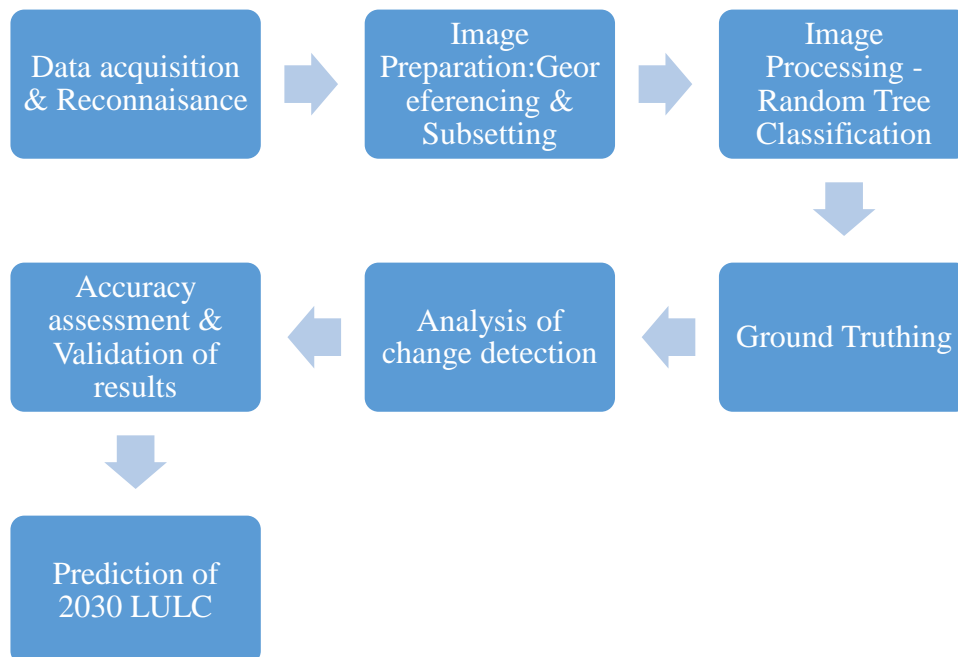 Data acquisition
& Reconnaisance
Image
Preparation:Geor
eferencing &
Subsetting
Image
Processing -
Random Tree
Classification
Ground Truthing
Analysis of
change detection
Accuracy
assessment &
Validation of
results
Prediction of
2030 LULC